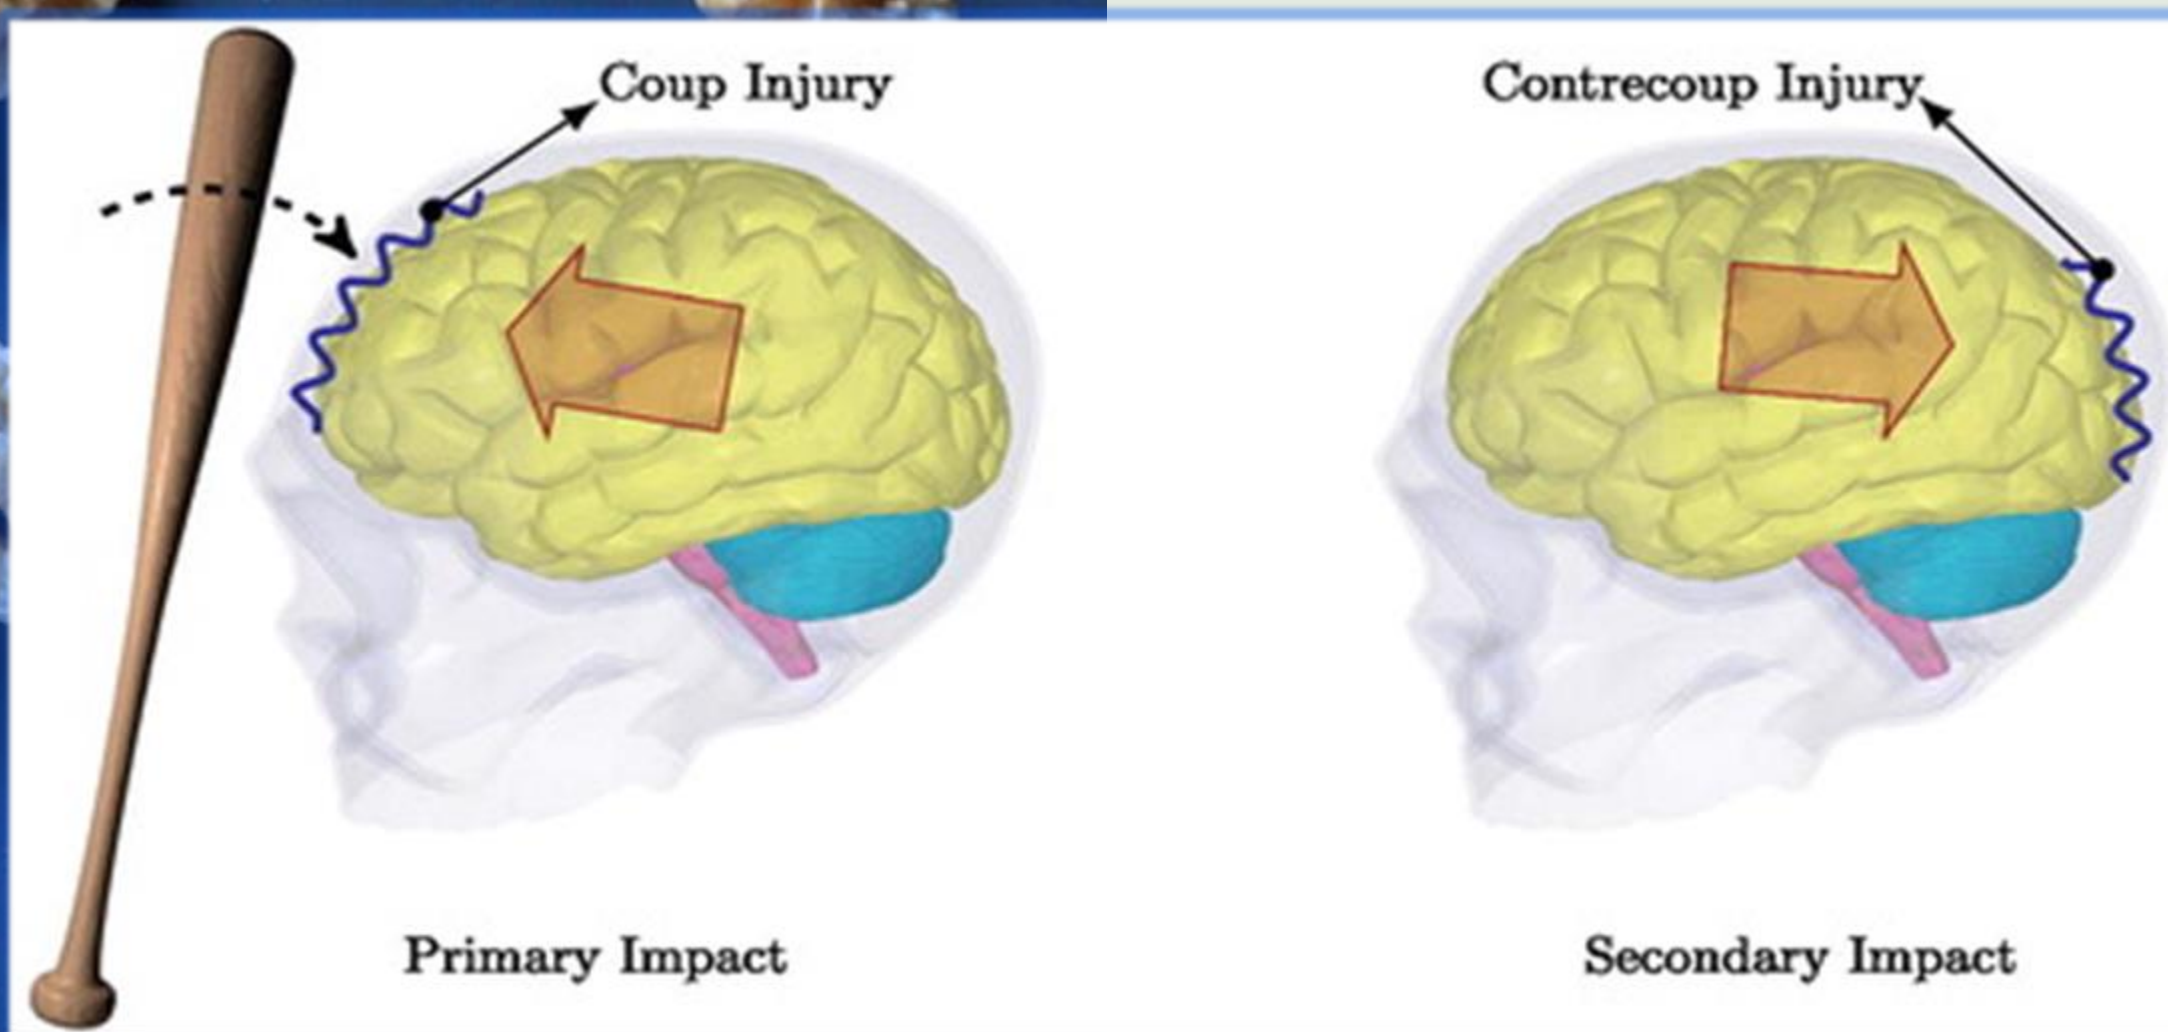 Coup Injury
Contrecoup Injury
Primary Impact
Secondary Impact